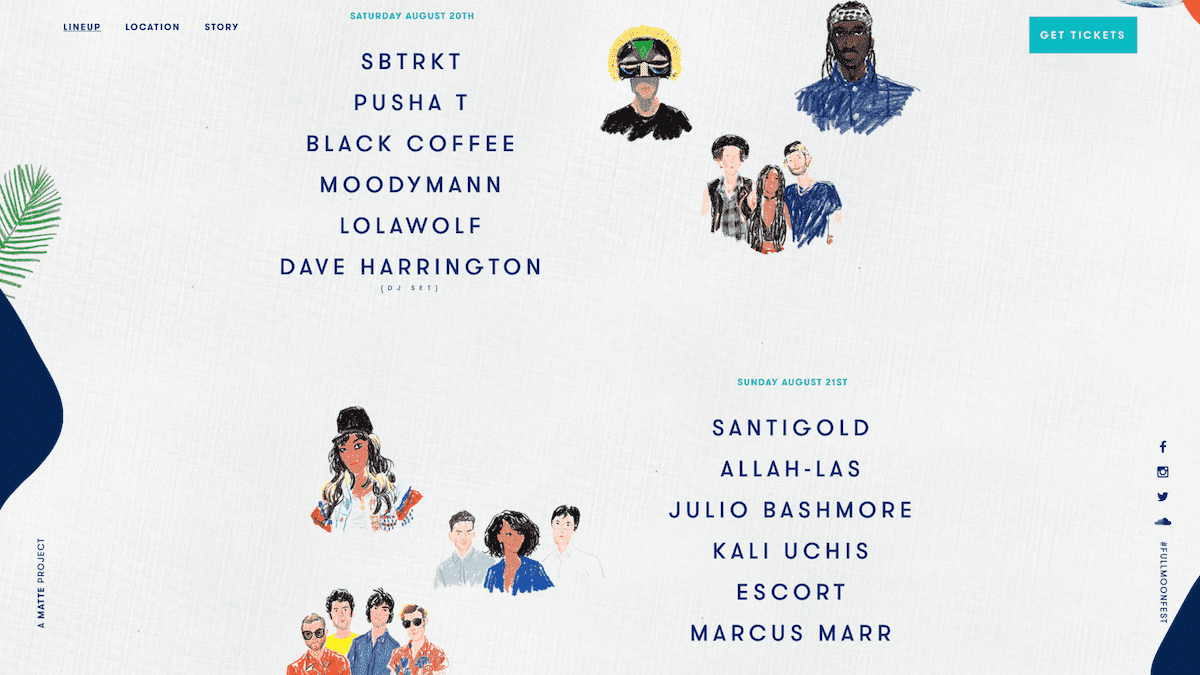 LINEUP LOCATION STORY
GET TICKETS
SATURDAY AUGUST 20TH
SBTRKT
PUSHA T
BLACK COFFEE
MOODYMANN
LOLAWOLF
DAVE HARRINGTON
(DJ SET)
SUNDAY AUGUST 21ST
SANTIGOLD
ALLAH-LAS
JULIO BASHMORE
KALI UCHIS
ESCORT
MARCUS MARR
A MATTE PROJECT
#FULLMOONFEST